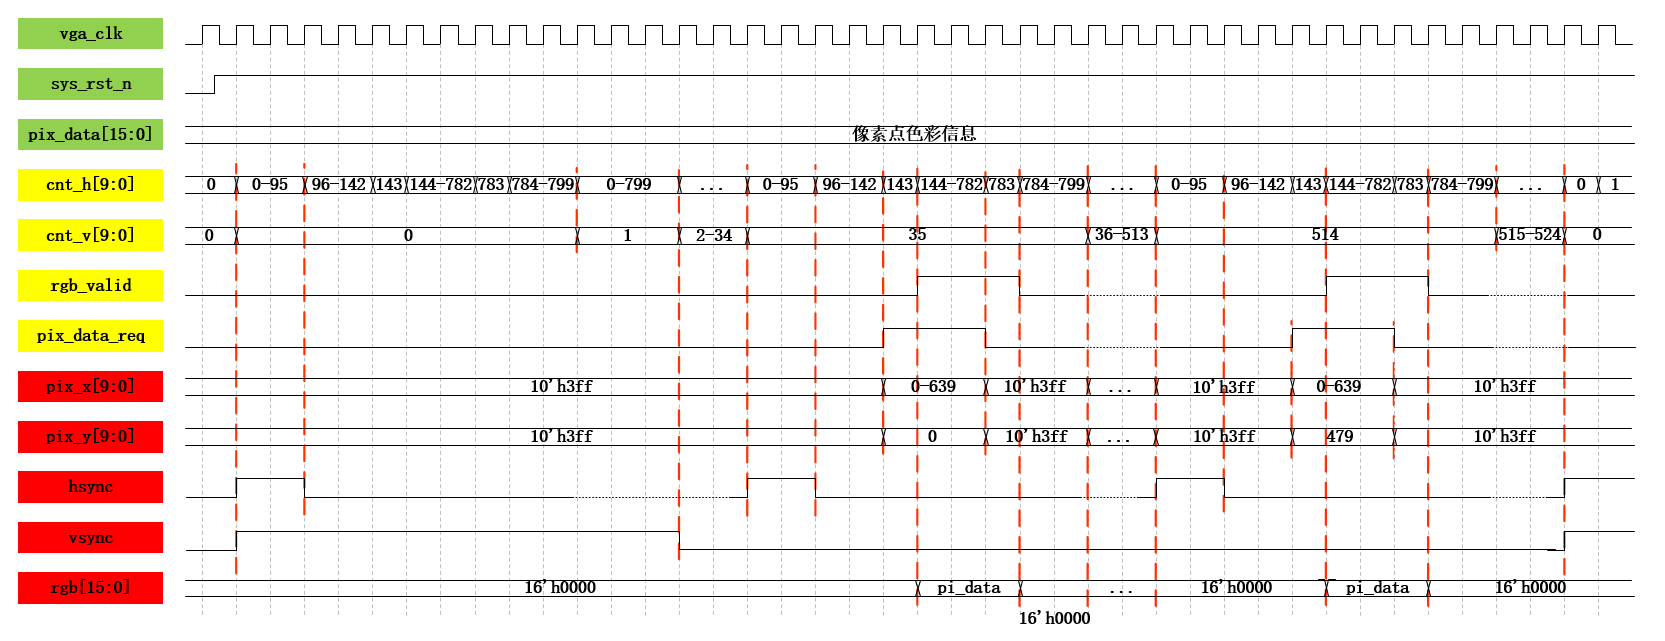 vga_clk
sys_rst_n
pix_data[15:0] 像素点色彩信息
cnt_h[9:0] 0 0-95 96-142 143 144-782 783 784-799 0-799 ... 0-95 96-142 143 144-782 783 784-799 ... 0-95 96-142 143 144-782 783 784-799 ... 0 1
cnt_v[9:0] 0 0 1 2-34 35 36-513 514 515-524 0
rgb_valid
pix_data_req
pix_x[9:0] 10'h3ff 0-639 10'h3ff ... 10'h3ff 0-639 10'h3ff
pix_y[9:0] 10'h3ff 0 10'h3ff ... 10'h3ff 479 10'h3ff
hsync
vsync
rgb[15:0] 16'h0000 pi_data ... 16'h0000 pi_data 16'h0000
16'h0000